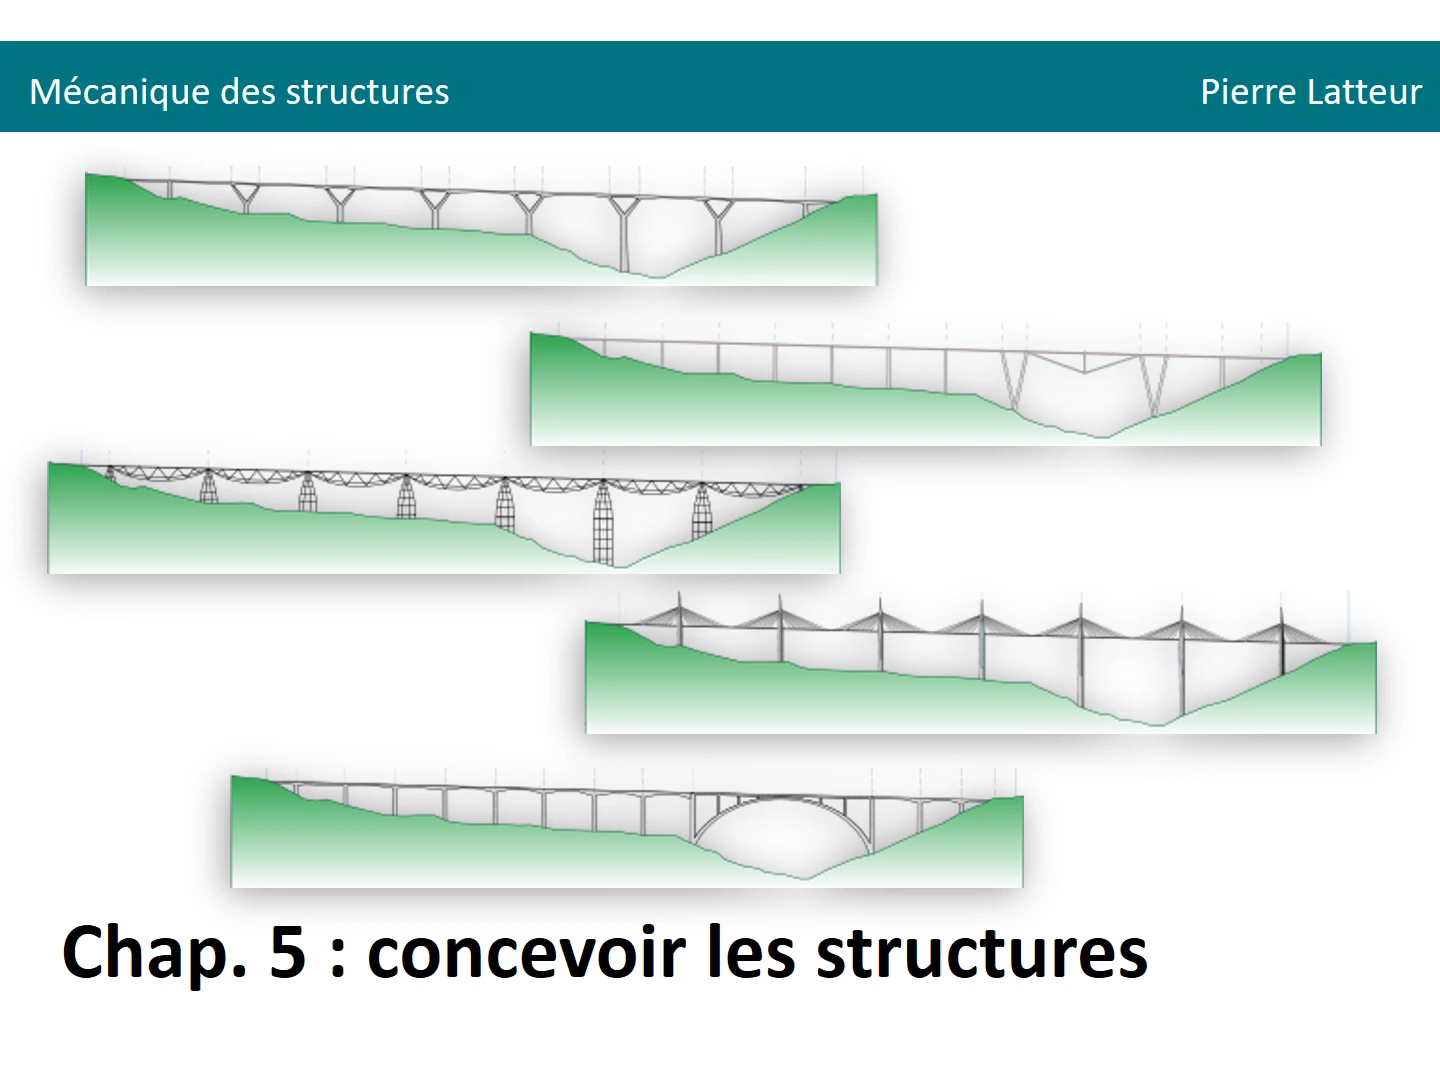 Mécanique des structures
Pierre Latteur
Chap. 5 : concevoir les structures